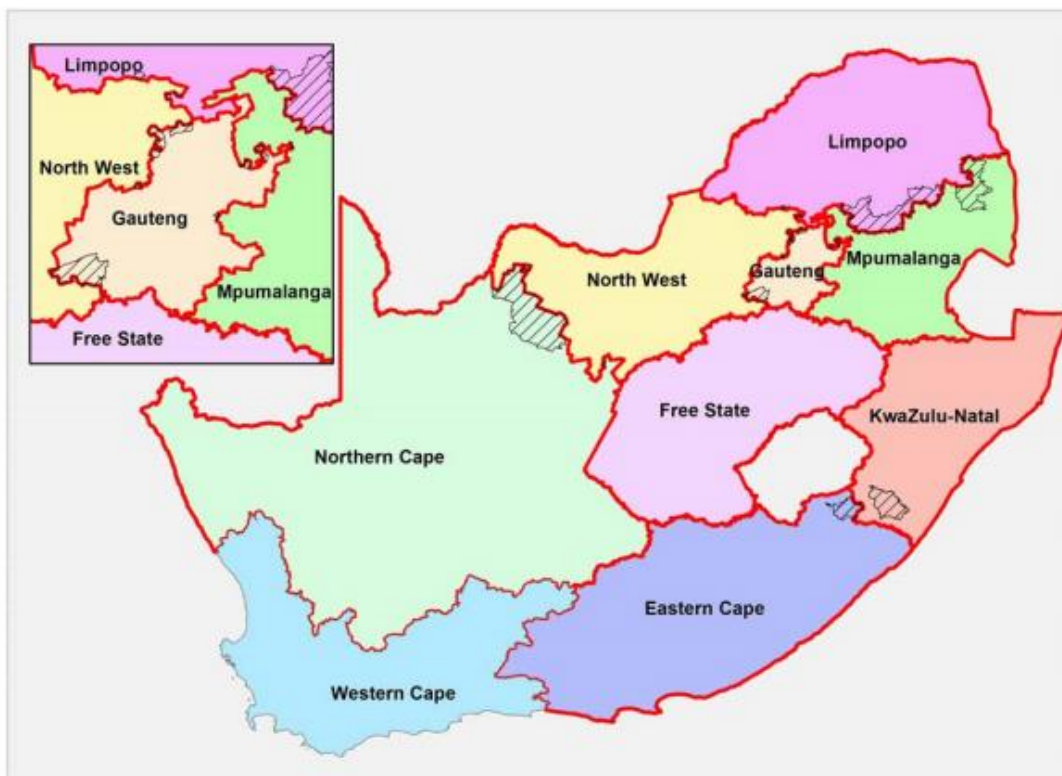 Limpopo
North West
Gauteng
Mpumalanga
Free State
Limpopo
North West
Gauteng
Mpumalanga
Free State
KwaZulu-Natal
Northern Cape
Eastern Cape
Western Cape